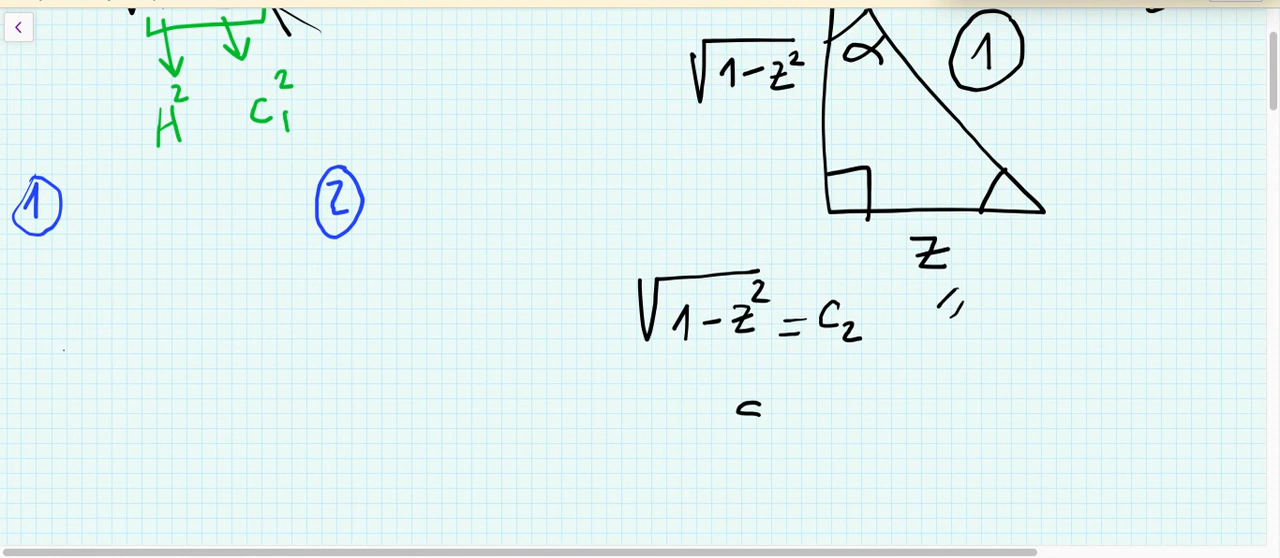 H² C₁²
① ②
√(1-z²) α ①
z
√(1-z²) = C₂